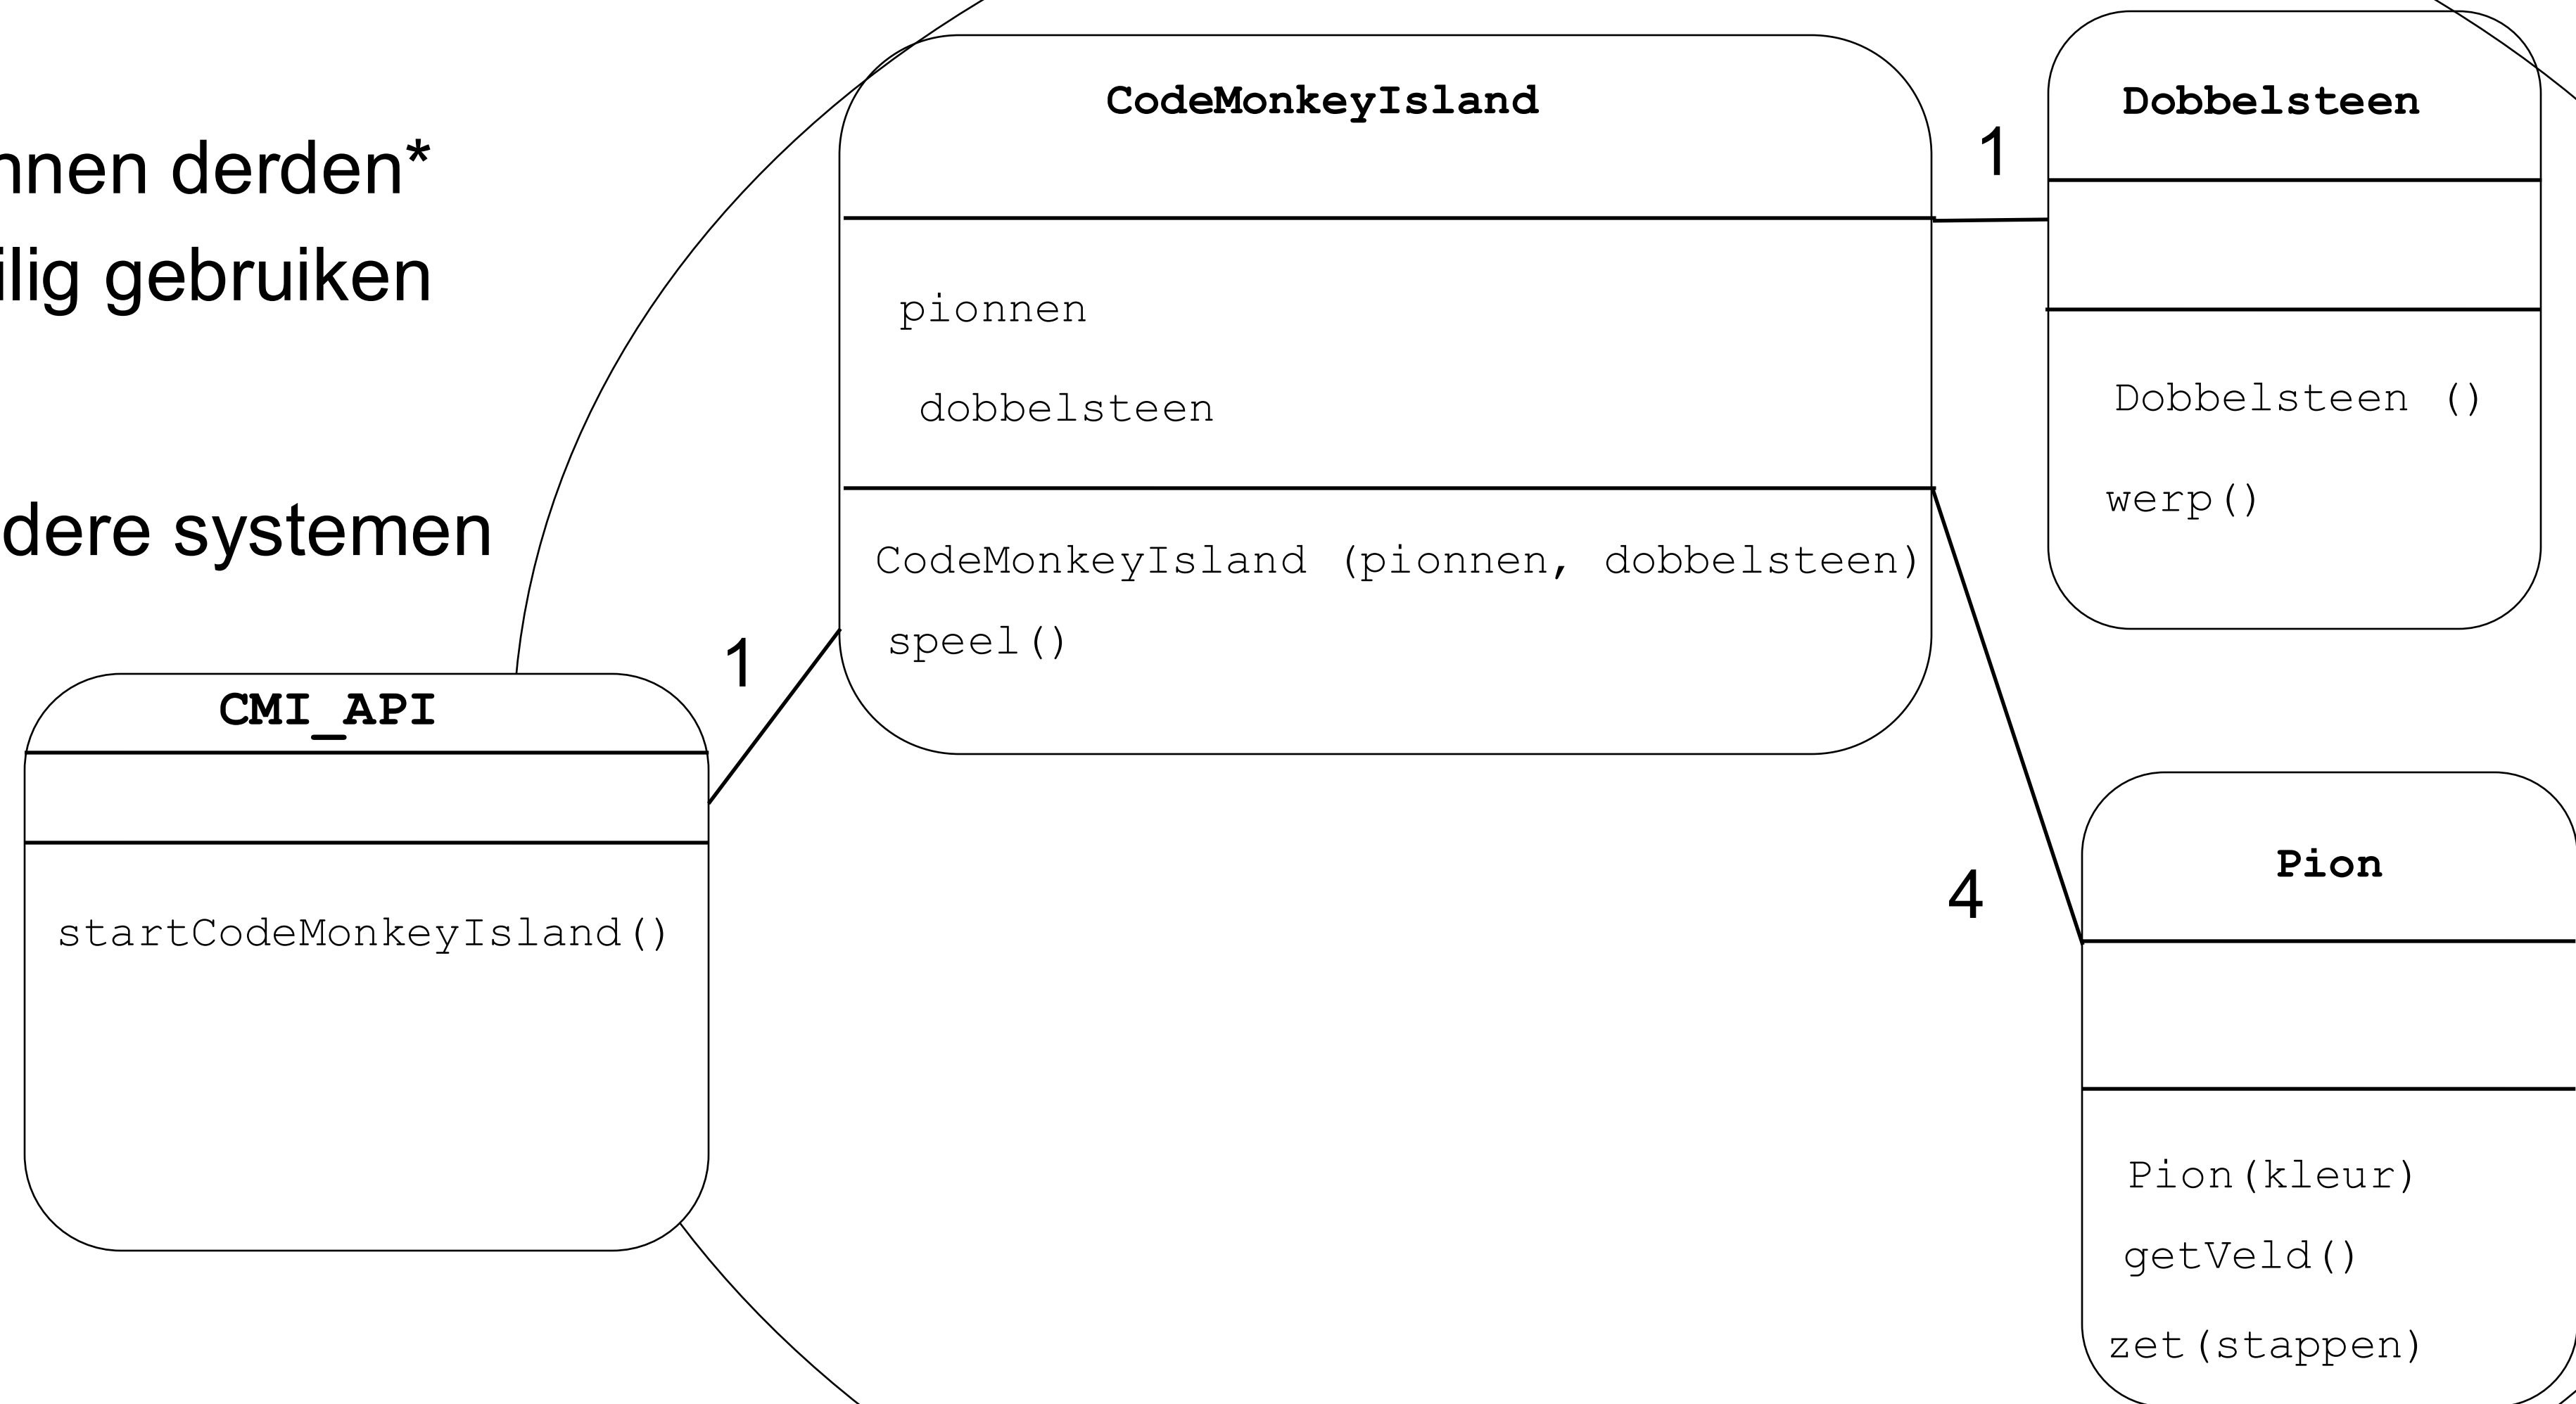 nnen derden*
ilig gebruiken
dere systemen
CMI_API
startCodeMonkeyIsland()
1
CodeMonkeyIsland
pionnen
dobbelsteen
CodeMonkeyIsland (pionnen, dobbelsteen)
speel()
1
Dobbelsteen
Dobbelsteen ()
werp()
4
Pion
Pion(kleur)
getVeld()
zet(stappen)